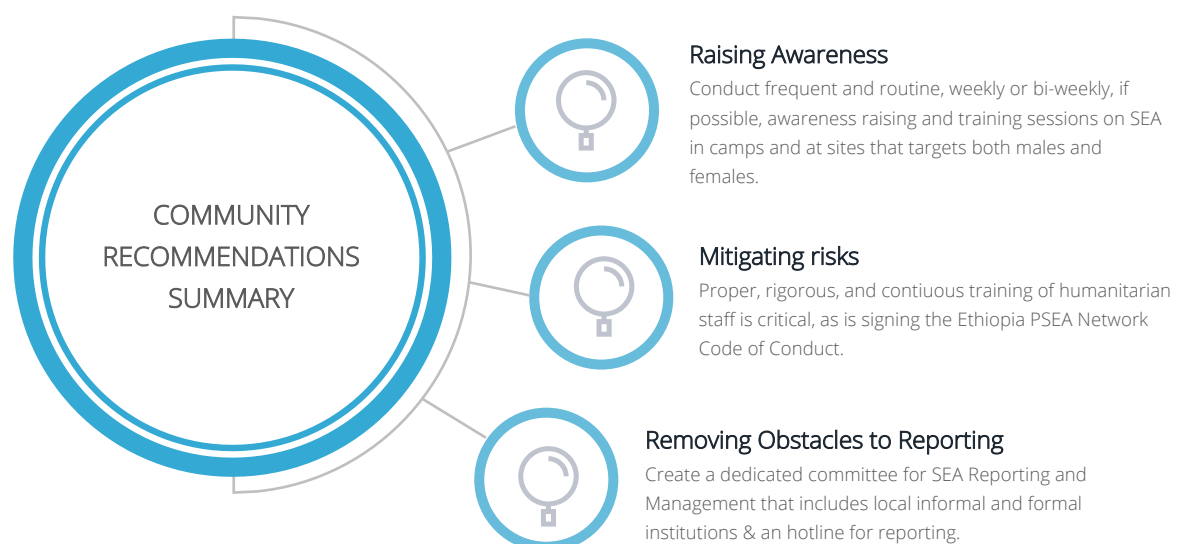 COMMUNITY
RECOMMENDATIONS
SUMMARY
Raising Awareness
Conduct frequent and routine, weekly or bi-weekly, if
possible, awareness raising and training sessions on SEA
in camps and at sites that targets both males and
females.
Mitigating risks
Proper, rigorous, and contiuous training of humanitarian
staff is critical, as is signing the Ethiopia PSEA Network
Code of Conduct.
Removing Obstacles to Reporting
Create a dedicated committee for SEA Reporting and
Management that includes local informal and formal
institutions & an hotline for reporting.